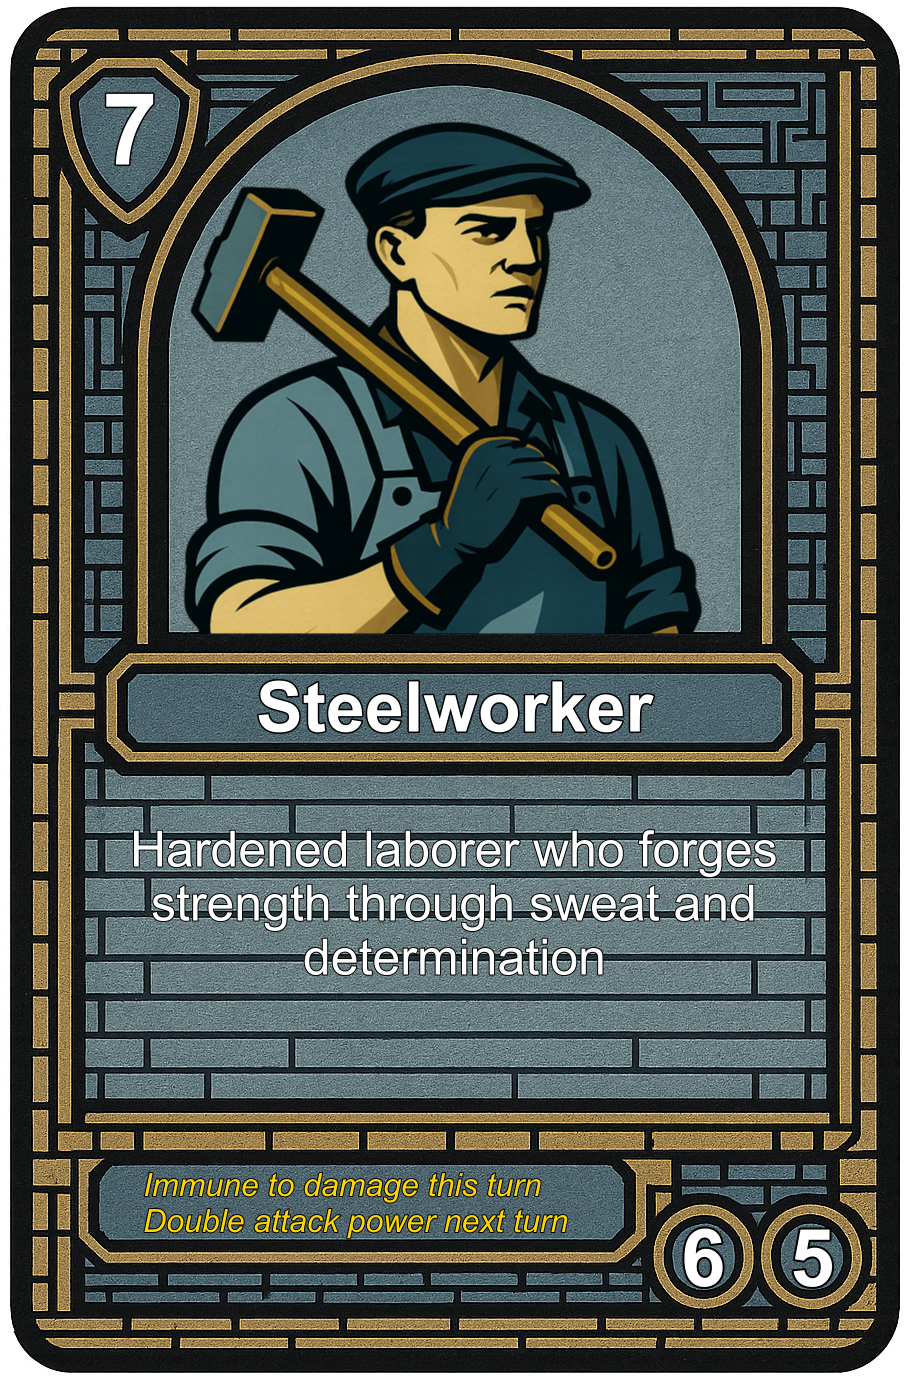 7
Steelworker
Hardened laborer who forges
strength through sweat and
determination
Immune to damage this turn
Double attack power next turn
6 5